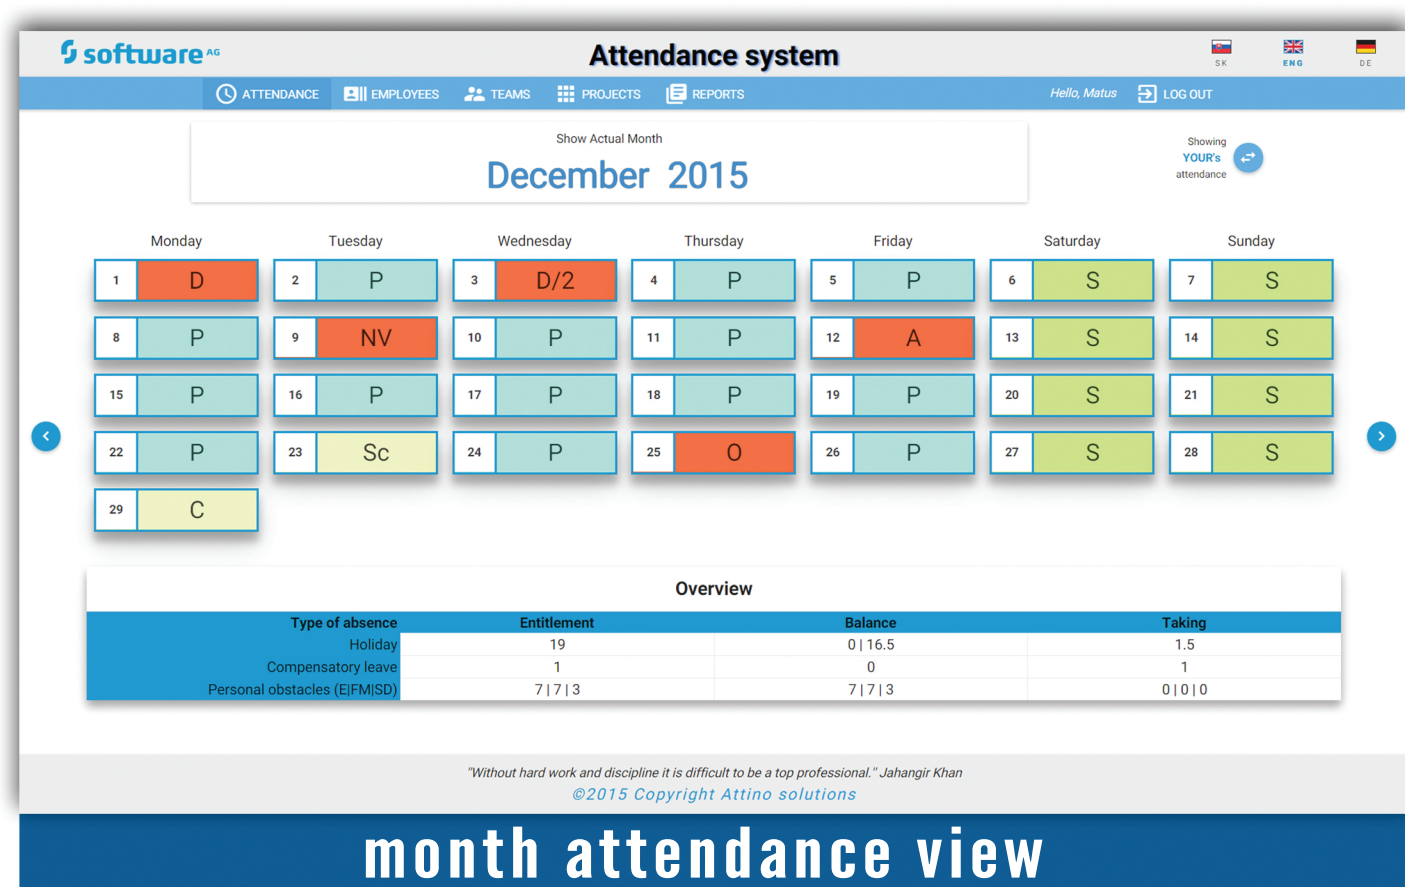 software AG
Attendance system
SK ENG DE
ATTENDANCE EMPLOYEES TEAMS PROJECTS REPORTS Hello, Matus LOG OUT
Show Actual Month
December 2015
Showing
YOUR's
attendance
Monday Tuesday Wednesday Thursday Friday Saturday Sunday
1 D 2 P 3 D/2 4 P 5 P 6 S 7 S
8 P 9 NV 10 P 11 P 12 A 13 S 14 S
15 P 16 P 17 P 18 P 19 P 20 S 21 S
22 P 23 Sc 24 P 25 O 26 P 27 S 28 S
29 C
Overview
Type of absence Entitlement Balance Taking
Holiday 19 0 | 16.5 1.5
Compensatory leave 1 0 1
Personal obstacles (E|FM|SD) 7 | 7 | 3 7 | 7 | 3 0 | 0 | 0
"Without hard work and discipline it is difficult to be a top professional." Jahangir Khan
©2015 Copyright Attino solutions
month attendance view